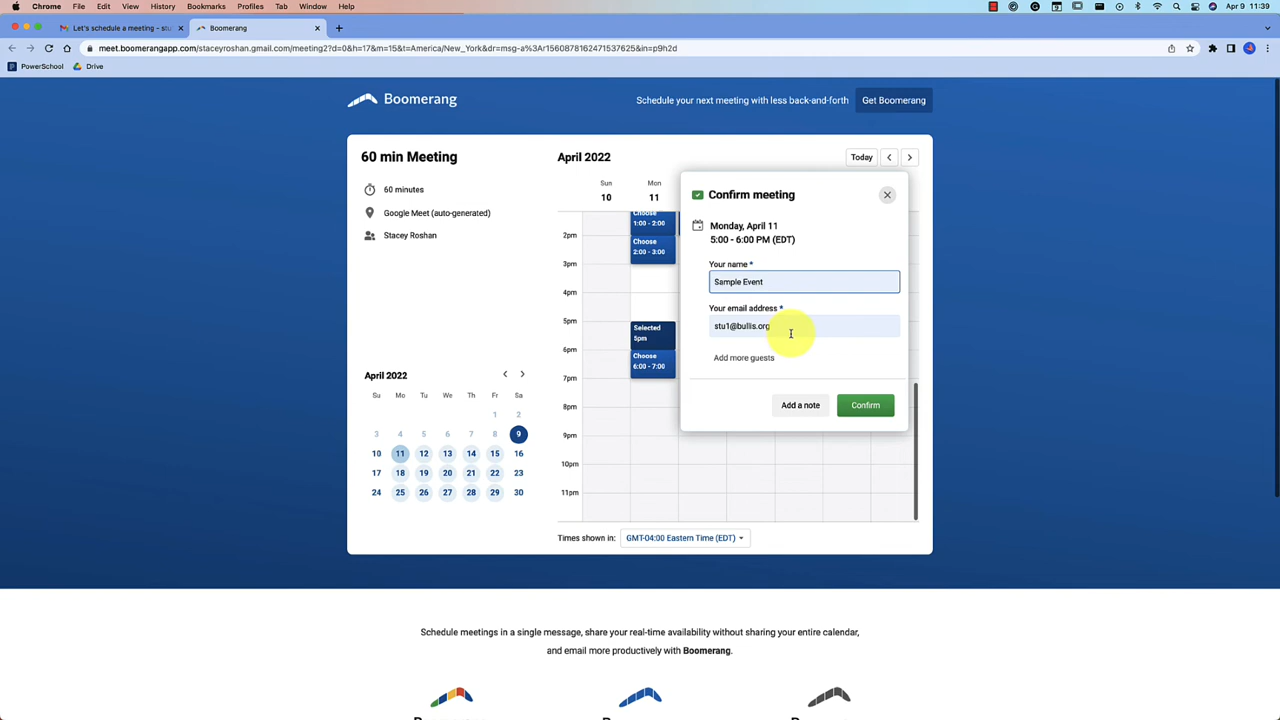 Chrome File Edit View History Bookmarks Profiles Tab Window Help Apr 9 11:39
Let's schedule a meeting - stu
Boomerang
meet.boomerangapp.com/staceyroshan.gmail.com/meeting2?d=0&h=17&m=15&t=America/New_York&dr=msg-a%3Ar1560878162471537625&in=p9h2d
PowerSchool Drive
Boomerang
Schedule your next meeting with less back-and-forth Get Boomerang
60 min Meeting
60 minutes
Google Meet (auto-generated)
Stacey Roshan
April 2022
Su Mo Tu We Th Fr Sa
1 2
3 4 5 6 7 8 9
10 11 12 13 14 15 16
17 18 19 20 21 22 23
24 25 26 27 28 29 30
April 2022 Today
Sun Mon
10 11
Choose
1:00 - 2:00
2pm
Choose
2:00 - 3:00
3pm
4pm
5pm
Selected
5pm
6pm
Choose
6:00 - 7:00
7pm
8pm
9pm
10pm
11pm
Times shown in: GMT-04:00 Eastern Time (EDT)
Confirm meeting
Monday, April 11
5:00 - 6:00 PM (EDT)
Your name *
Sample Event
Your email address *
stu1@bullis.org
Add more guests
Add a note Confirm
Schedule meetings in a single message, share your real-time availability without sharing your entire calendar,
and email more productively with Boomerang.